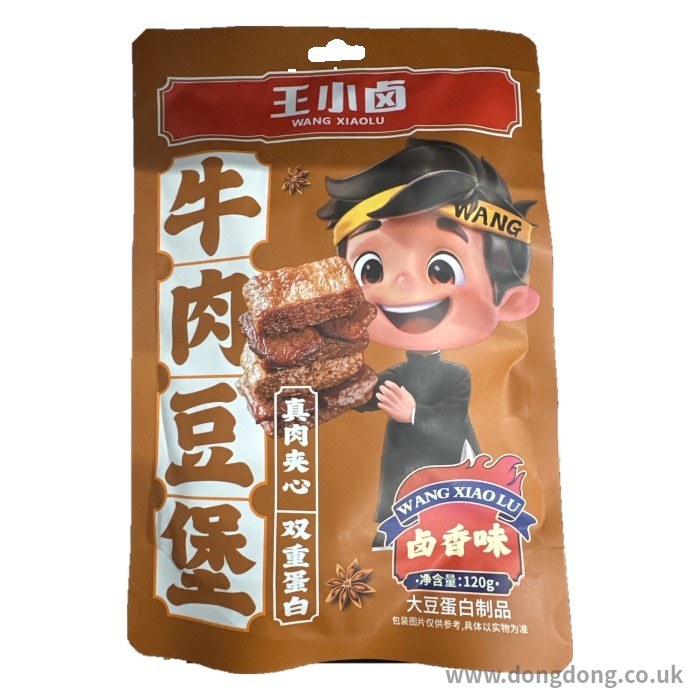 王小卤
WANG XIAOLU
WANG
牛肉豆堡
真肉夹心 双重蛋白
WANG XIAO LU
卤香味
·净含量:120g·
大豆蛋白制品
包装图片仅供参考,具体以实物为准
www.dongdong.co.uk